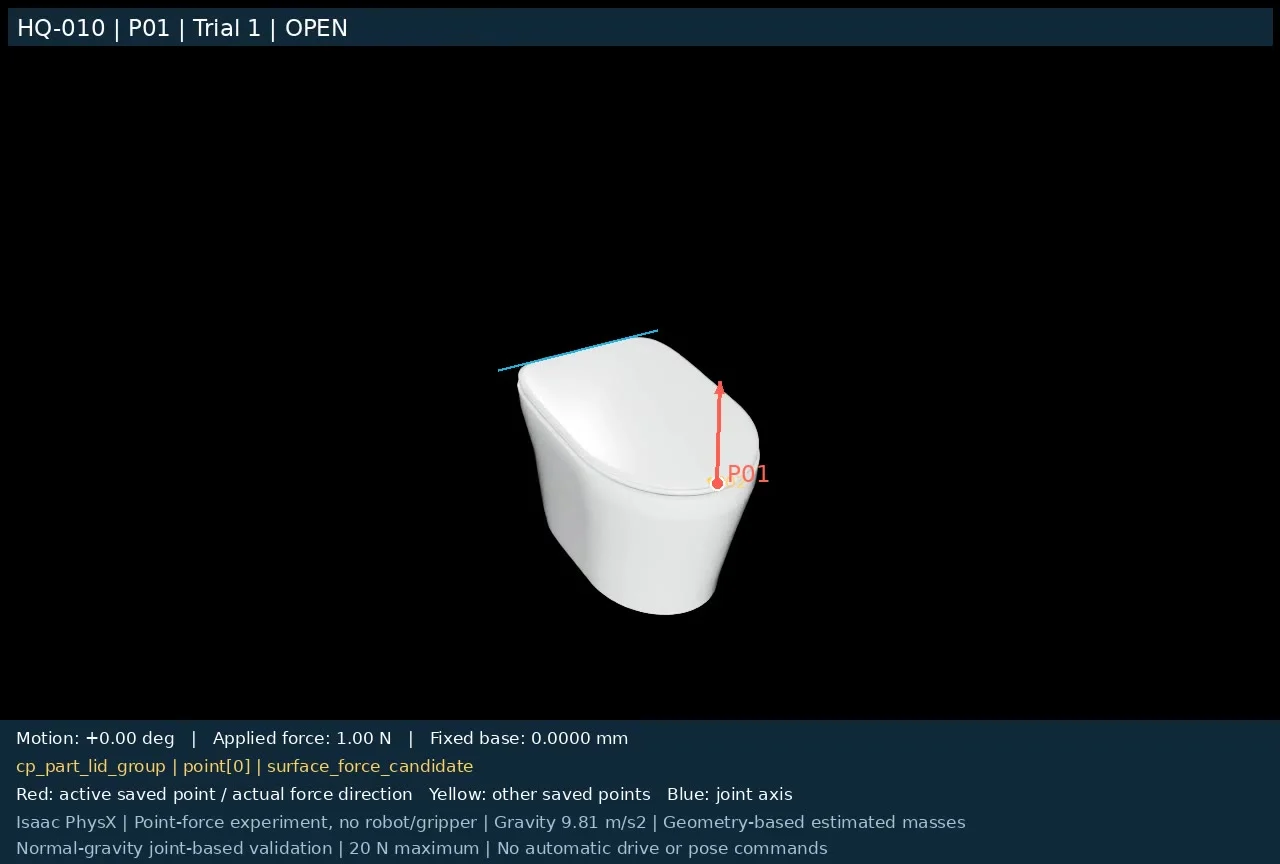 HQ-010 | P01 | Trial 1 | OPEN
P01
Motion: +0.00 deg | Applied force: 1.00 N | Fixed base: 0.0000 mm
cp_part_lid_group | point[0] | surface_force_candidate
Red: active saved point / actual force direction Yellow: other saved points Blue: joint axis
Isaac PhysX | Point-force experiment, no robot/gripper | Gravity 9.81 m/s2 | Geometry-based estimated masses
Normal-gravity joint-based validation | 20 N maximum | No automatic drive or pose commands